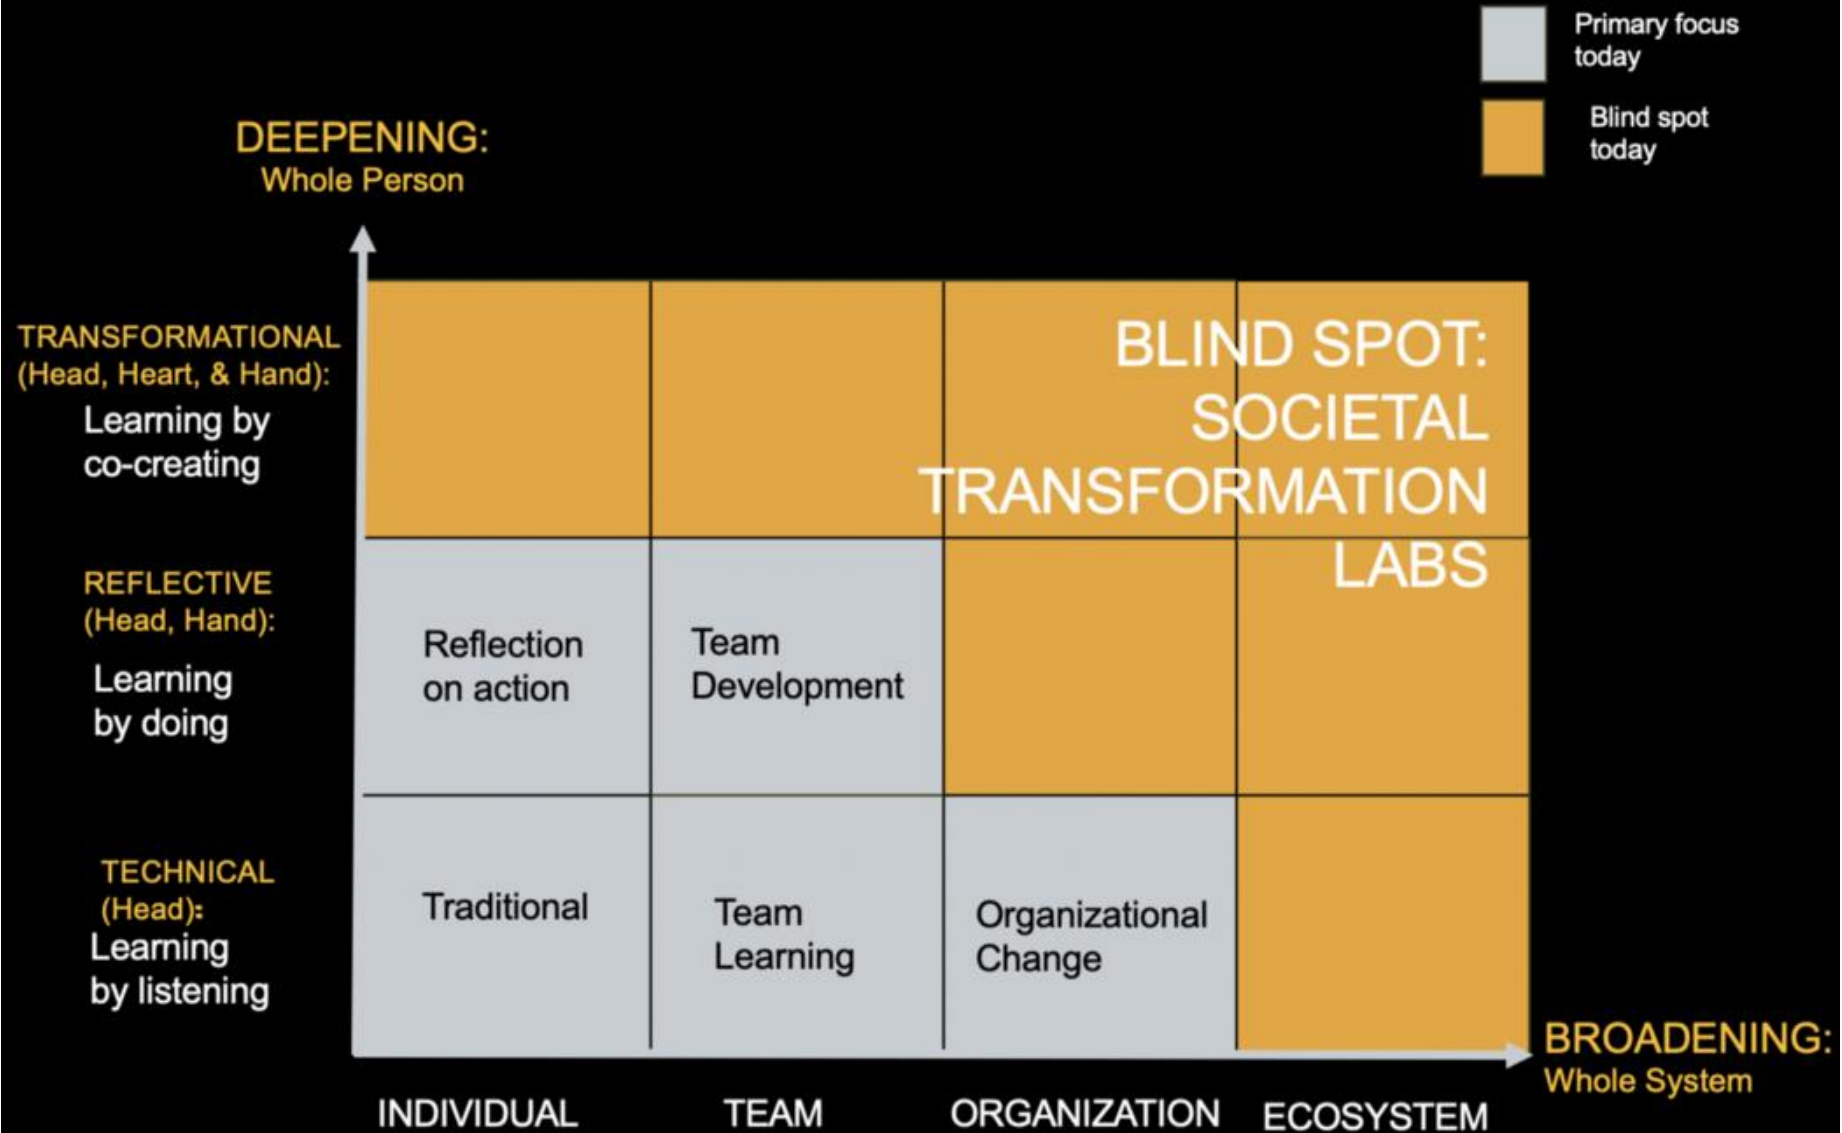 Primary focus
today
Blind spot
today
DEEPENING:
Whole Person
TRANSFORMATIONAL
(Head, Heart, & Hand):
Learning by
co-creating
BLIND SPOT:
SOCIETAL
TRANSFORMATION
LABS
REFLECTIVE
(Head, Hand):
Learning
by doing
Reflection
on action
Team
Development
TECHNICAL
(Head):
Learning
by listening
Traditional
Team
Learning
Organizational
Change
BROADENING:
Whole System
INDIVIDUAL
TEAM
ORGANIZATION
ECOSYSTEM